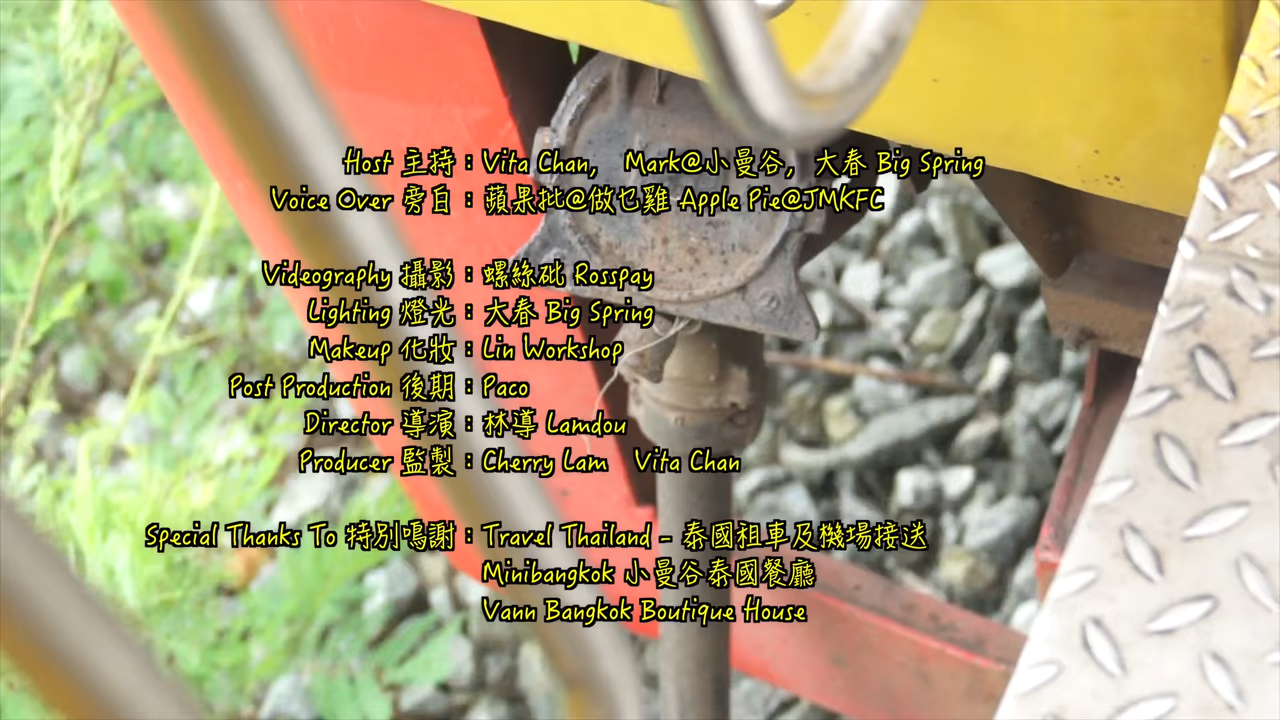 Host 主持：Vita Chan, Mark@小曼谷, 大春 Big Spring
Voice Over 旁白：蘋果批@做乜雞 Apple Pie@JMKFC
Videography 攝影：螺絲砒 Rosspay
Lighting 燈光：大春 Big Spring
Makeup 化妝：Lin Workshop
Post Production 後期：Paco
Director 導演：林導 Lamdou
Producer 監製：Cherry Lam Vita Chan
Special Thanks To 特別鳴謝：Travel Thailand - 泰國租車及機場接送
Minibangkok 小曼谷泰國餐廳
Vann Bangkok Boutique House